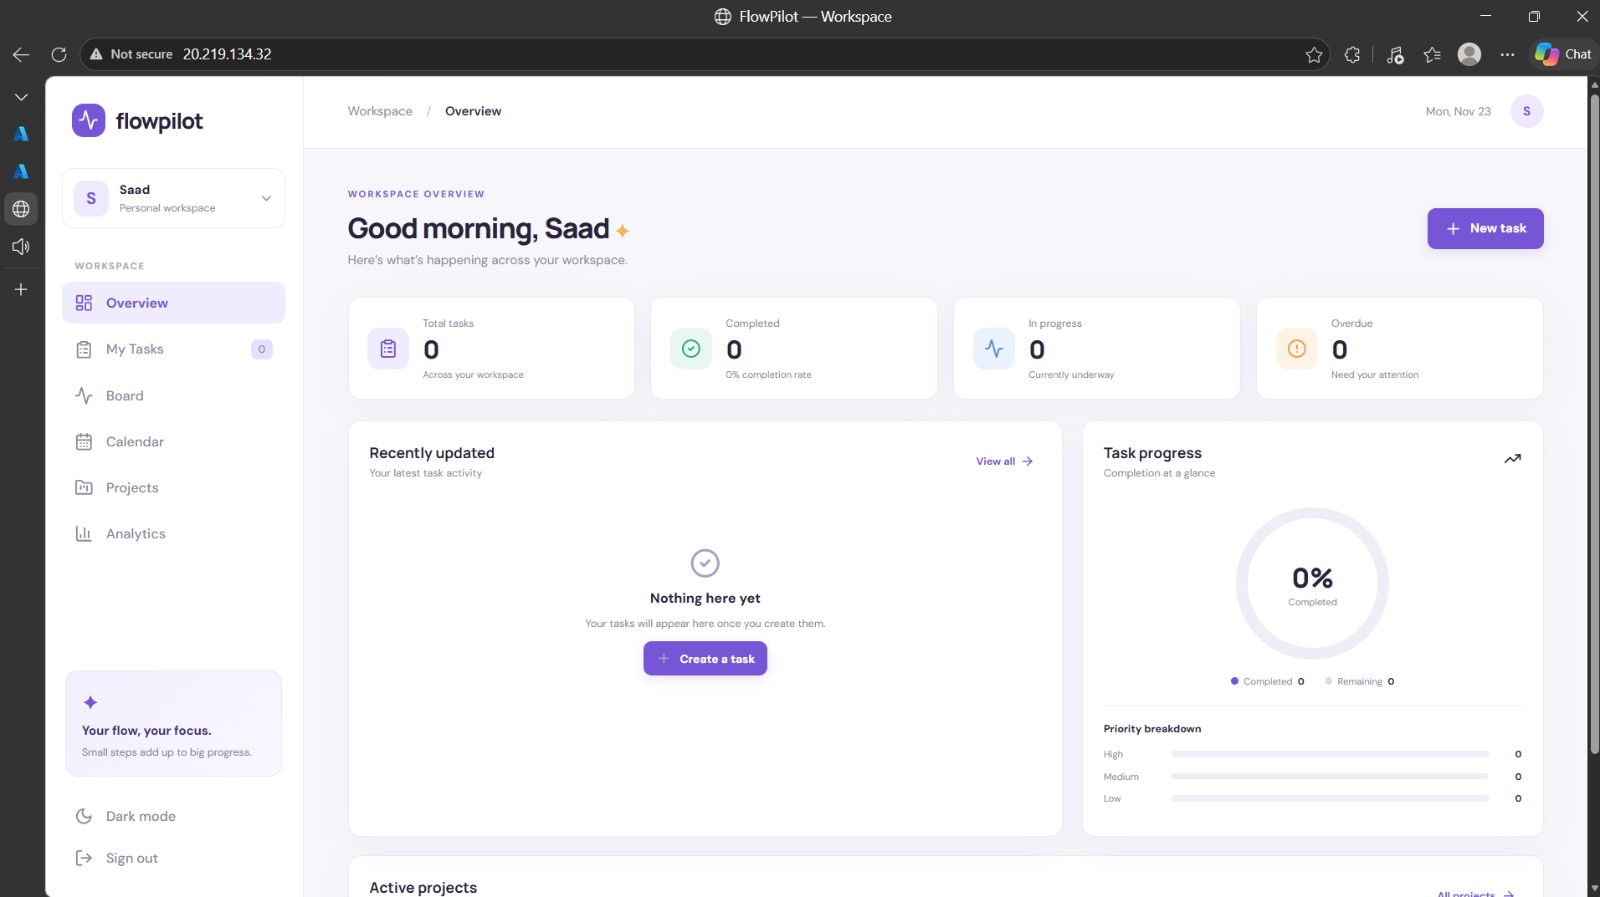 FlowPilot — Workspace
Not secure 20.219.134.32
Chat
flowpilot
S
Saad
Personal workspace
WORKSPACE
Overview
My Tasks 0
Board
Calendar
Projects
Analytics
Your flow, your focus.
Small steps add up to big progress.
Dark mode
Sign out
Workspace / Overview
Mon, Nov 23 S
WORKSPACE OVERVIEW
Good morning, Saad
Here's what's happening across your workspace.
+ New task
Total tasks
0
Across your workspace
Completed
0
0% completion rate
In progress
0
Currently underway
Overdue
0
Need your attention
Recently updated
Your latest task activity
View all →
Nothing here yet
Your tasks will appear here once you create them.
+ Create a task
Task progress
Completion at a glance
0%
Completed
Completed 0 Remaining 0
Priority breakdown
High 0
Medium 0
Low 0
Active projects
All projects →